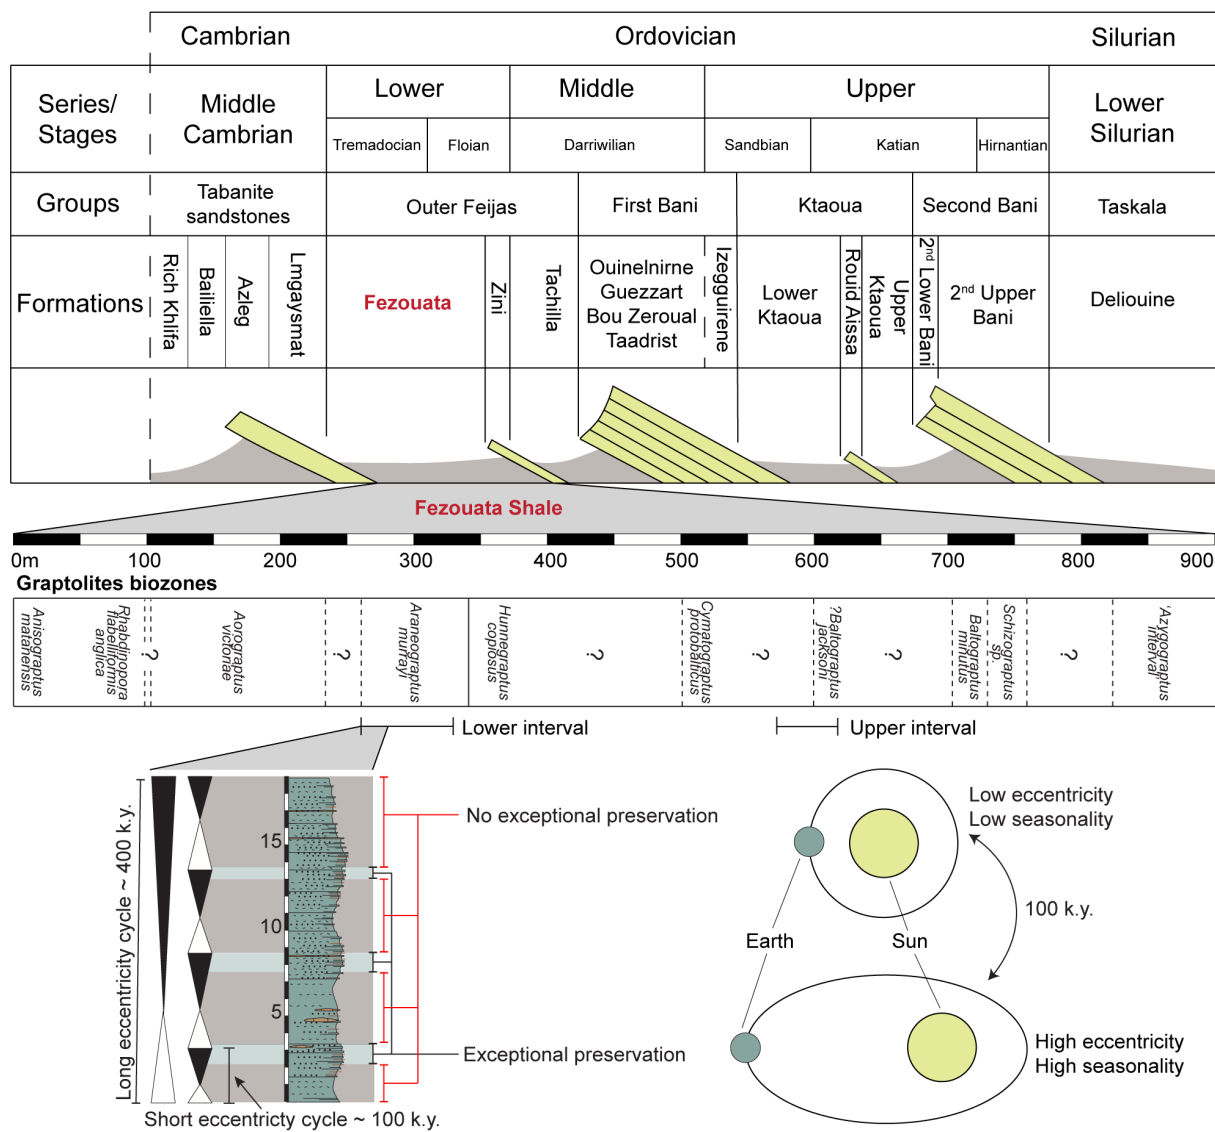 Cambrian
Ordovician
Silurian
Series/
Stages
Middle
Cambrian
Lower
Middle
Upper
Lower
Silurian
Tremadocian
Floian
Darriwilian
Sandbian
Katian
Hirnantian
Groups
Tabanite
sandstones
Outer Feijas
First Bani
Ktaoua
Second Bani
Taskala
Formations
Rich Khlifa
Bailiella
Azleg
Lmgaysmat
Fezouata
Zini
Tachilla
Ouinelnirne
Guezzart
Bou Zeroual
Taadrist
Izegguirene
Lower
Ktaoua
Rouid Aissa
Upper
Ktaoua
2nd Lower Bani
2nd Upper
Bani
Deliouine
Fezouata Shale
0m
100
200
300
400
500
600
700
800
900
Graptolites biozones
Anisograptus
matanensis
Rhabdinopora
flabelliformis
anglica
?
Aorograptus
victoriae
?
Araneograptus
murrayi
Hunnegraptus
copiosus
?
Cymatograptus
protobalticus
?
?Baltograptus
jacksoni
?
Baltograptus
minutus
Schizograptus
sp.
?
'Azygograptus
interval'
Lower interval
Upper interval
Long eccentricity cycle ~ 400 k.y.
15
10
5
No exceptional preservation
Exceptional preservation
Short eccentricty cycle ~ 100 k.y.
Low eccentricity
Low seasonality
100 k.y.
Earth
Sun
High eccentricity
High seasonality